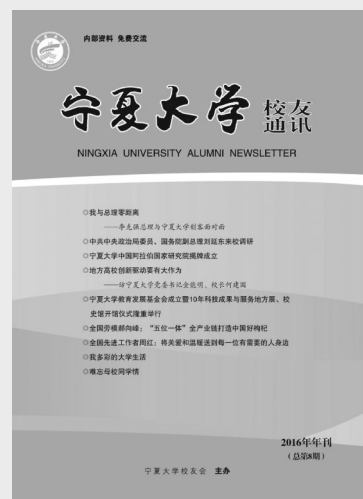 内部资料 免费交流
宁夏大学 校友通讯
NINGXIA UNIVERSITY ALUMNI NEWSLETTER
◎我与总理零距离
——李克强总理与宁夏大学创客面对面
◎中共中央政治局委员、国务院副总理刘延东来校调研
◎宁夏大学中国阿拉伯国家研究院揭牌成立
◎地方高校创新驱动要有大作为
——访宁夏大学党委书记金能明、校长何建国
◎宁夏大学教育发展基金会成立暨10年科技成果与服务地方展、校
史馆开馆仪式隆重举行
◎全国劳模郝向峰：“五位一体”全产业链打造中国好枸杞
◎全国先进工作者周红：将关爱和温暖送到每一位有需要的人身边
◎我多彩的大学生活
◎难忘母校同学情
2016年年刊
（总第8期）
宁夏大学校友会 主办